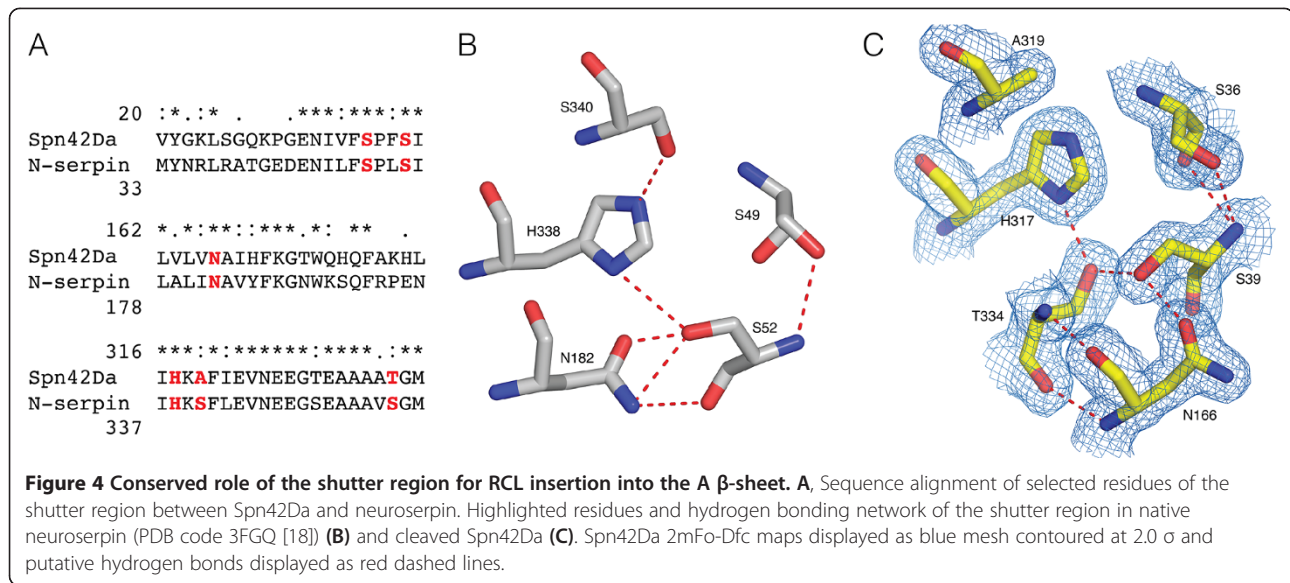 A
20 :*.:* . ***:***:**
Spn42Da VYGKLSGQKPGENIVFSPFSI
N-serpin MYNRLRATGEDENILFSPLSI
33
162 *.**:**::***.*: ** .
Spn42Da LVLVNAIHFKGTWQHQFAKHL
N-serpin LALINAVYFKGNWKSQFRPEN
178
316 ***:*:******:****.:**
Spn42Da IHKAFIEVNEEGTEAAAATGM
N-serpin IHKSFLEVNEEGSEAAAVSGM
337
B
S340
H338
S49
N182
S52
C
A319
S36
H317
S39
T334
N166
Figure 4 Conserved role of the shutter region for RCL insertion into the A β-sheet. A, Sequence alignment of selected residues of the
shutter region between Spn42Da and neuroserpin. Highlighted residues and hydrogen bonding network of the shutter region in native
neuroserpin (PDB code 3FGQ [18]) (B) and cleaved Spn42Da (C). Spn42Da 2mFo-Dfc maps displayed as blue mesh contoured at 2.0 σ and
putative hydrogen bonds displayed as red dashed lines.